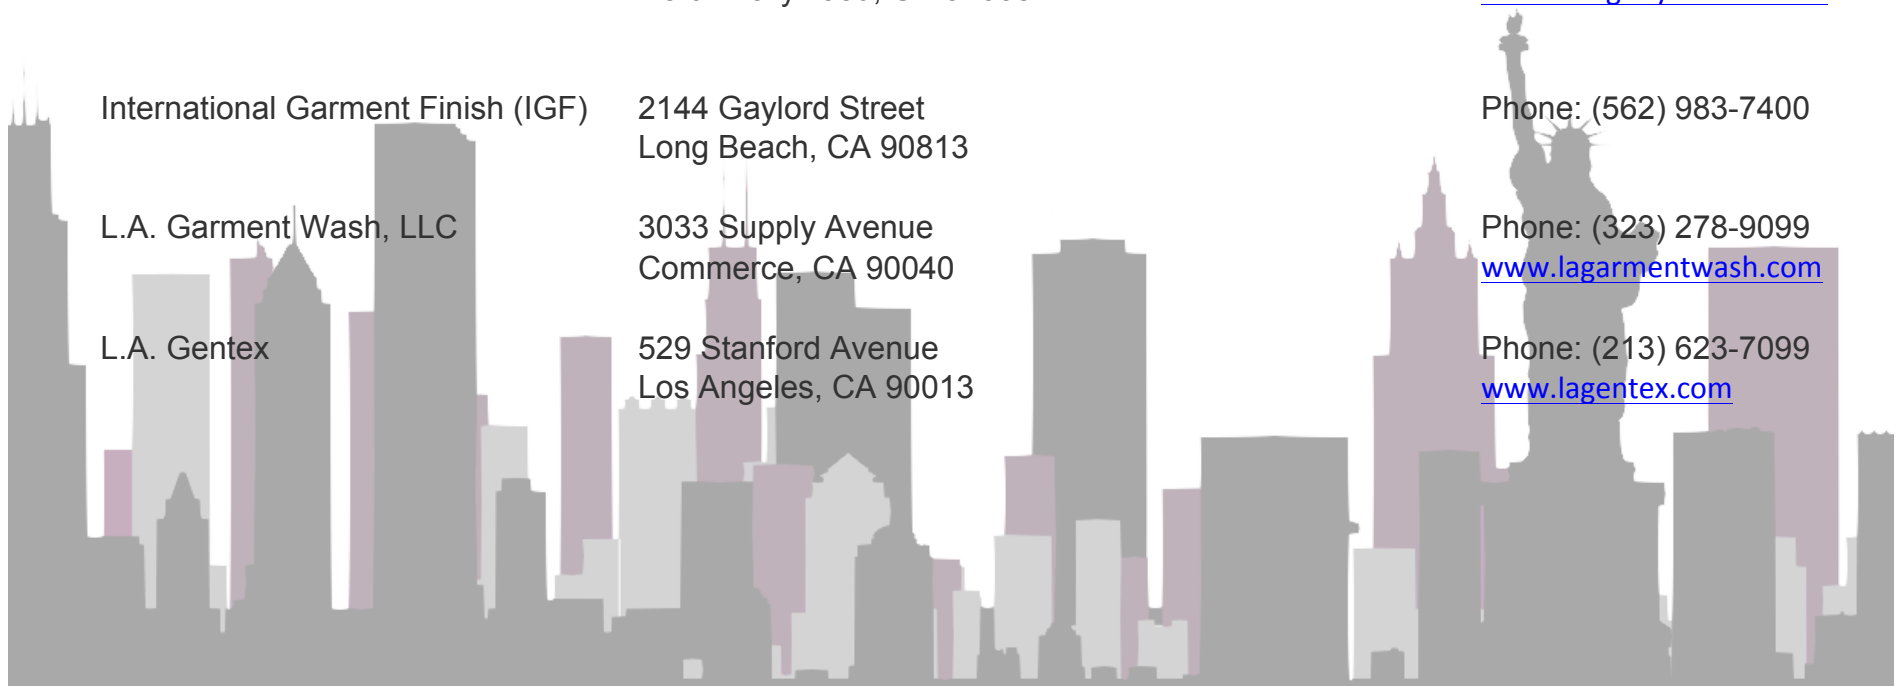 International Garment Finish (IGF) 2144 Gaylord Street Phone: (562) 983-7400
Long Beach, CA 90813
L.A. Garment Wash, LLC 3033 Supply Avenue Phone: (323) 278-9099
Commerce, CA 90040 www.lagarmentwash.com
L.A. Gentex 529 Stanford Avenue Phone: (213) 623-7099
Los Angeles, CA 90013 www.lagentex.com